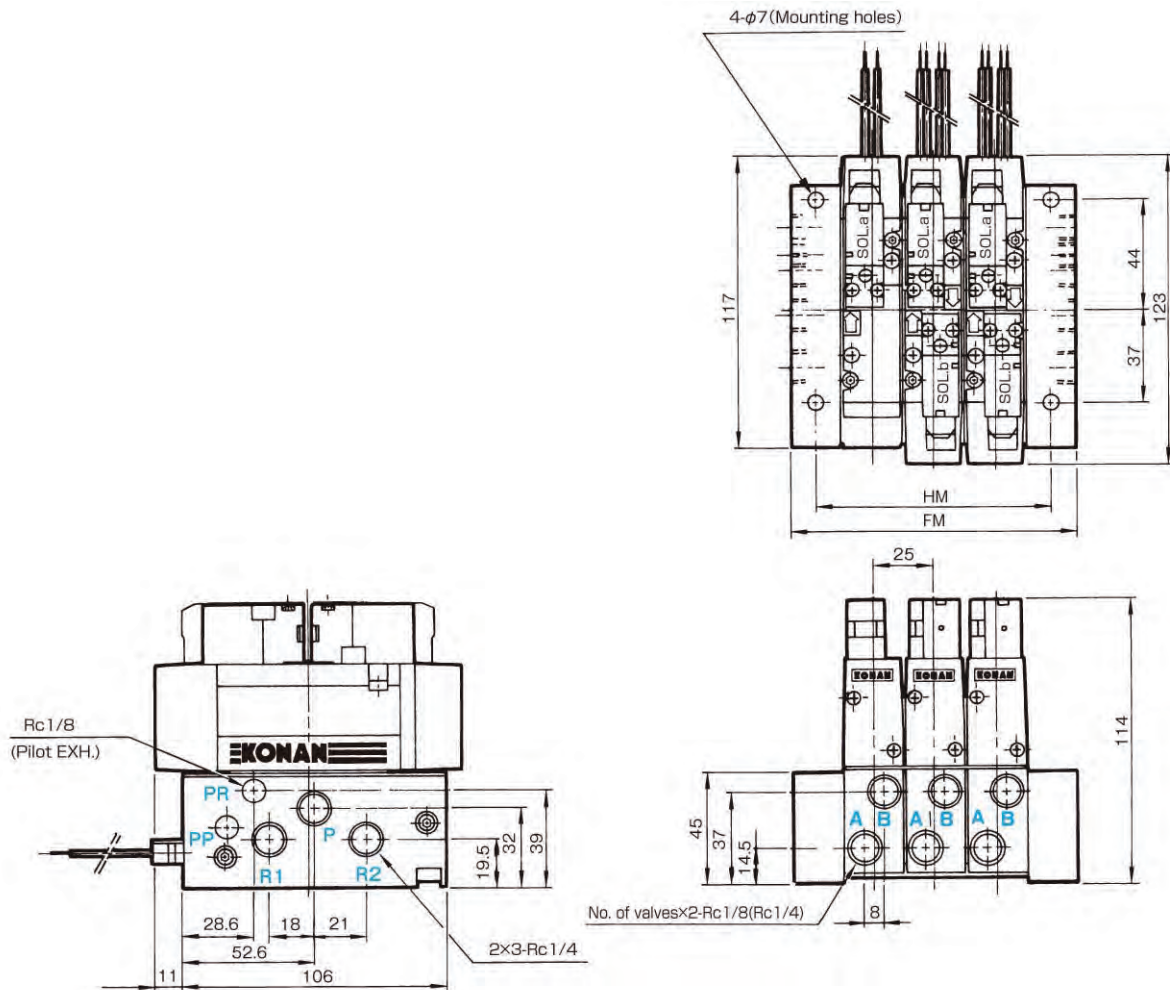 4-φ7(Mounting holes)
SOL.a
SOL.a
SOL.a
SOL.b
SOL.b
117
44
37
123
HM
FM
25
Rc1/8
(Pilot EXH.)
KONAN
PR
PP
P
R1
R2
19.5
32
39
28.6
18
21
52.6
11
106
2×3-Rc1/4
KONAN
KONAN
KONAN
114
45
37
14.5
A B A B A B
No. of valves×2-Rc1/8(Rc1/4)
8